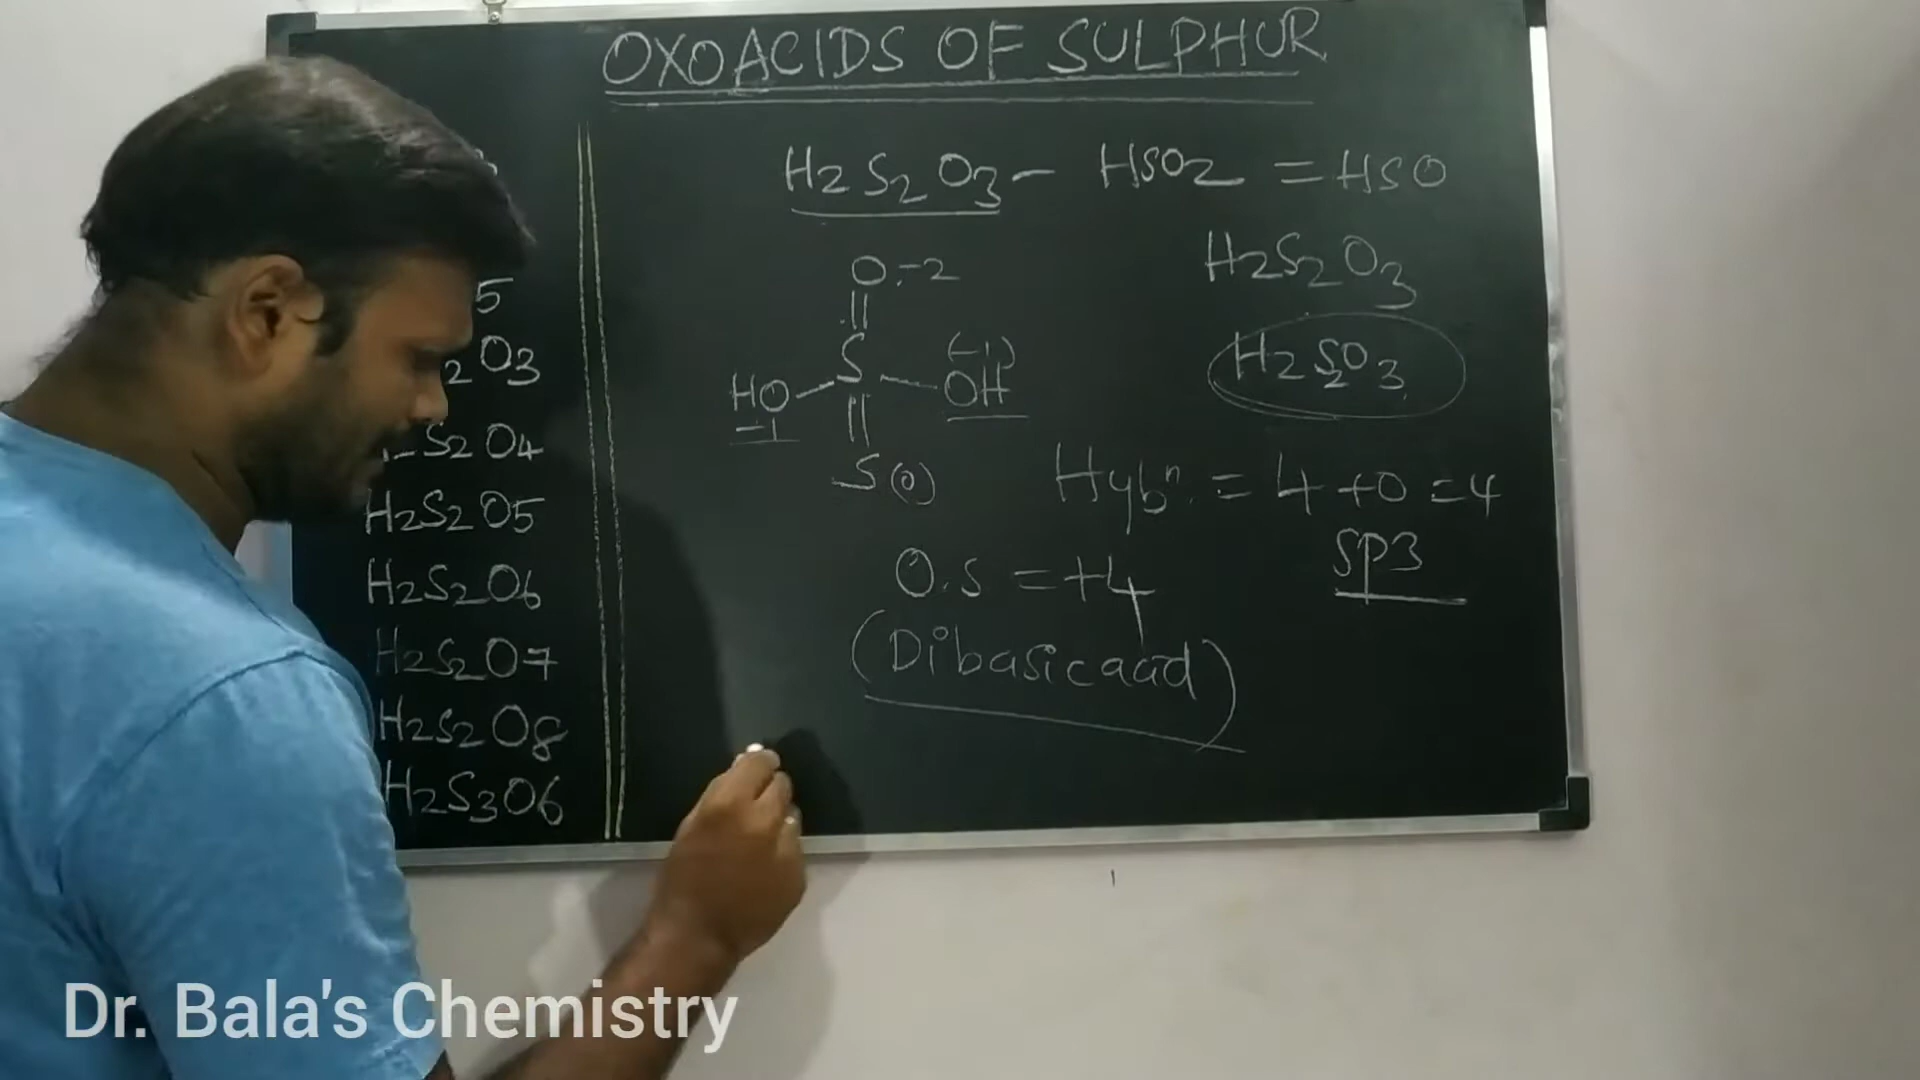 OXOACIDS OF SULPHUR
5
2O3
S2O4
H2S2O5
H2S2O6
H2S2O7
H2S2O8
H2S3O6
H2S2O3 - HSO2 = HSO
H2S2O3
O -2
S
HO
-1
(-1)
OH
S(0)
H2S2O3
Hybn. = 4+0=4
SP3
O.S = +4
(Dibasicacid)
Dr. Bala's Chemistry